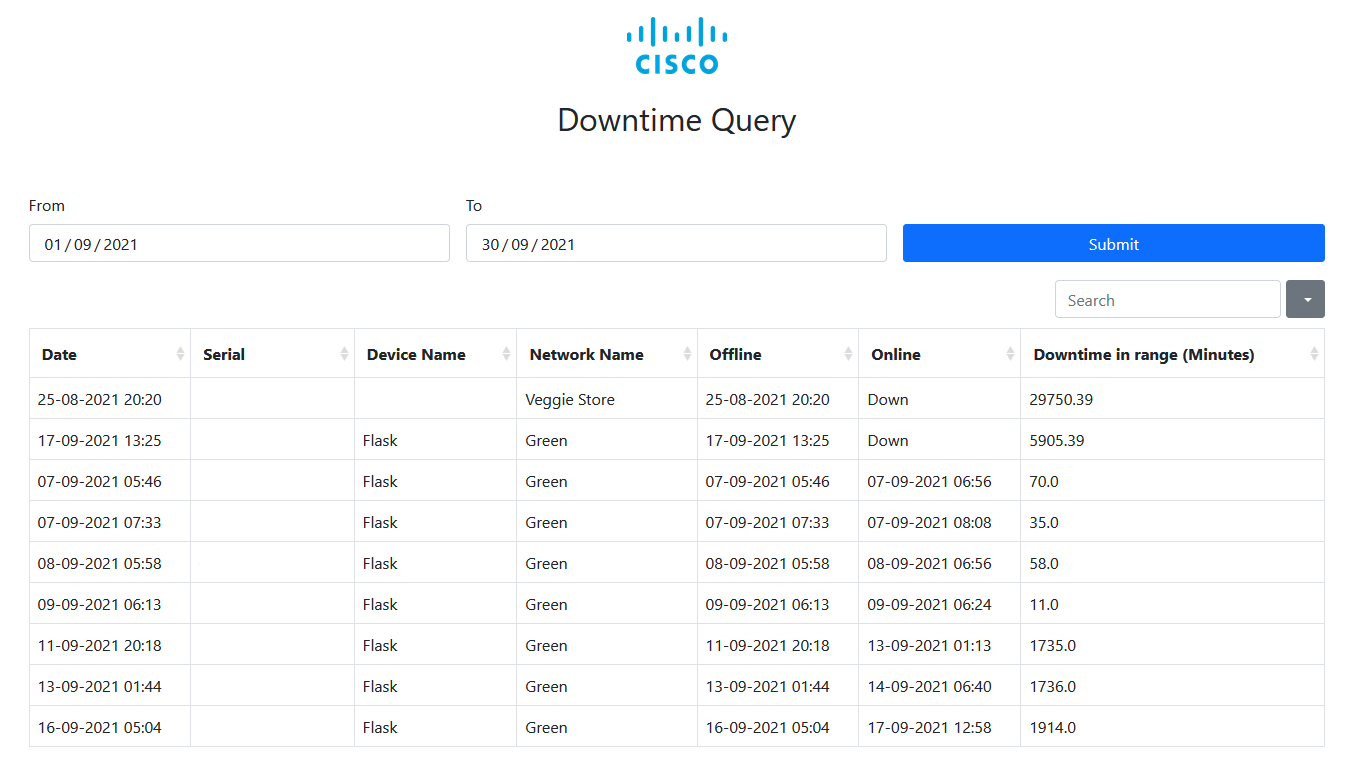 CISCO
Downtime Query
From To
01/09/2021 30/09/2021 Submit
Search
Date Serial Device Name Network Name Offline Online Downtime in range (Minutes)
25-08-2021 20:20 Veggie Store 25-08-2021 20:20 Down 29750.39
17-09-2021 13:25 Flask Green 17-09-2021 13:25 Down 5905.39
07-09-2021 05:46 Flask Green 07-09-2021 05:46 07-09-2021 06:56 70.0
07-09-2021 07:33 Flask Green 07-09-2021 07:33 07-09-2021 08:08 35.0
08-09-2021 05:58 Flask Green 08-09-2021 05:58 08-09-2021 06:56 58.0
09-09-2021 06:13 Flask Green 09-09-2021 06:13 09-09-2021 06:24 11.0
11-09-2021 20:18 Flask Green 11-09-2021 20:18 13-09-2021 01:13 1735.0
13-09-2021 01:44 Flask Green 13-09-2021 01:44 14-09-2021 06:40 1736.0
16-09-2021 05:04 Flask Green 16-09-2021 05:04 17-09-2021 12:58 1914.0